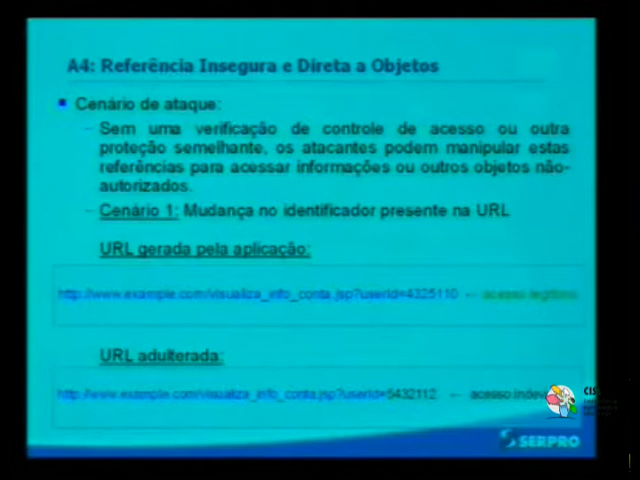 A4: Referência Insegura e Direta a Objetos
Cenário de ataque:
Sem uma verificação de controle de acesso ou outra
proteção semelhante, os atacantes podem manipular estas
referências para acessar informações ou outros objetos não-
autorizados.
Cenário 1: Mudança no identificador presente na URL
URL gerada pela aplicação:
http://www.example.com/visualiza_info_conta.jsp?userId=4325110 ← acesso legítimo
URL adulterada:
http://www.example.com/visualiza_info_conta.jsp?userId=5432112 ← acesso
CIS
SERPRO